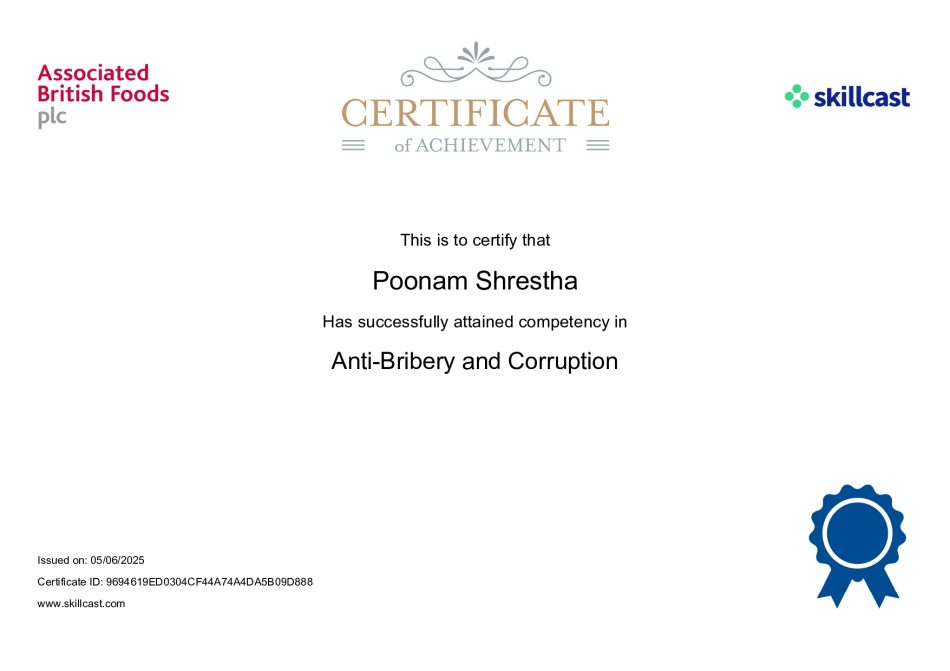 Associated
British Foods
plc
CERTIFICATE
of ACHIEVEMENT
skillcast
This is to certify that
Poonam Shrestha
Has successfully attained competency in
Anti-Bribery and Corruption
Issued on: 05/06/2025
Certificate ID: 9694619ED0304CF44A74A4DA5B09D888
www.skillcast.com